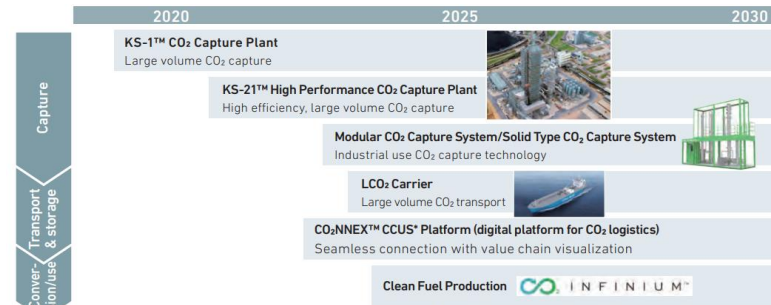 2020 2025 2030
Capture
KS-1™ CO₂ Capture Plant
Large volume CO₂ capture
KS-21™ High Performance CO₂ Capture Plant
High efficiency, large volume CO₂ capture
Modular CO₂ Capture System/Solid Type CO₂ Capture System
Industrial use CO₂ capture technology
Transport
& storage
LCO₂ Carrier
Large volume CO₂ transport
CO₂NNEX™ CCUS* Platform (digital platform for CO₂ logistics)
Seamless connection with value chain visualization
Conver-
sion/use
Clean Fuel Production
CO₂ INFINIUM™